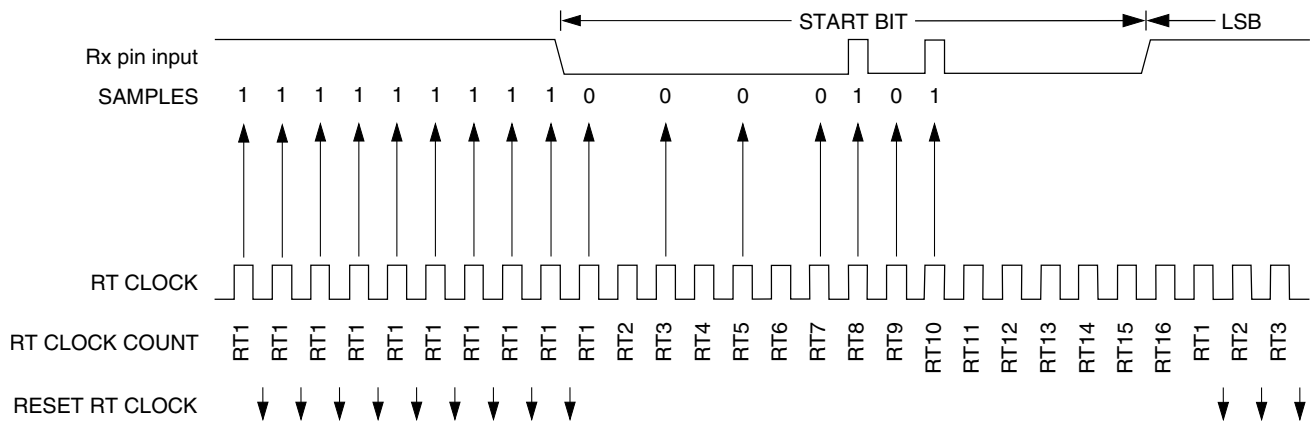 START BIT LSB
Rx pin input
SAMPLES 1 1 1 1 1 1 1 1 1 0 0 0 0 1 0 1
RT CLOCK
RT CLOCK COUNT RT1 RT1 RT1 RT1 RT1 RT1 RT1 RT1 RT1 RT1 RT2 RT3 RT4 RT5 RT6 RT7 RT8 RT9 RT10 RT11 RT12 RT13 RT14 RT15 RT16 RT1 RT2 RT3
RESET RT CLOCK